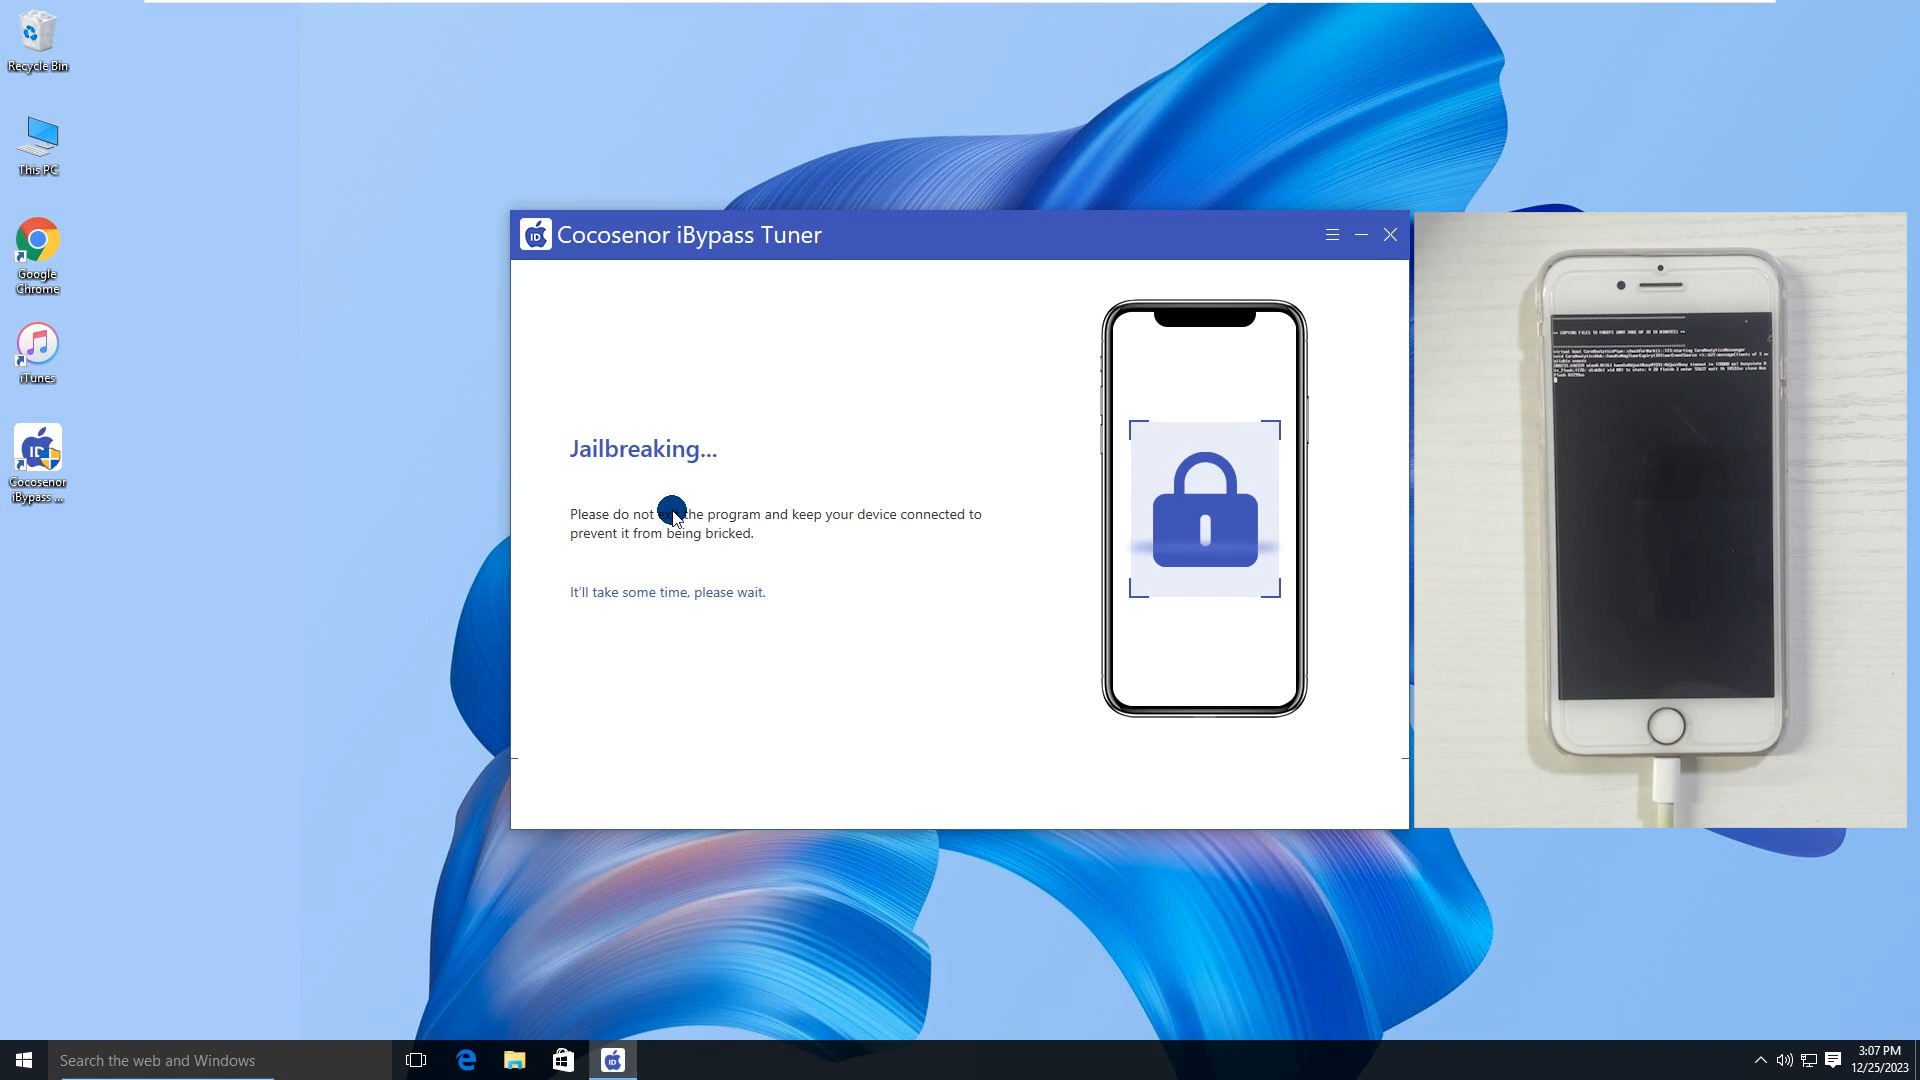 Recycle Bin
This PC
Google
Chrome
iTunes
Cocosenor
iBypass ...
ID
Cocosenor iBypass Tuner
Jailbreaking...
Please do not exit the program and keep your device connected to
prevent it from being bricked.
It'll take some time, please wait.
Search the web and Windows
3:07 PM
12/25/2023